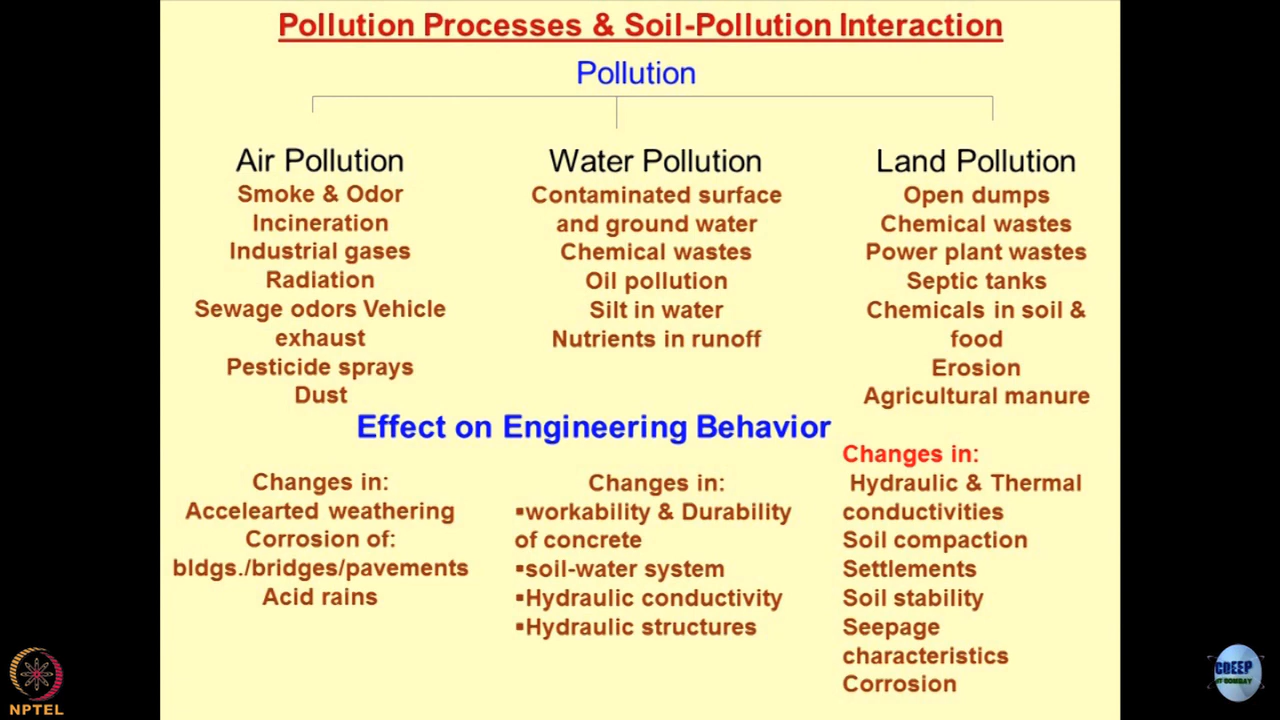 Pollution Processes & Soil-Pollution Interaction
Pollution
Air Pollution
Smoke & Odor
Incineration
Industrial gases
Radiation
Sewage odors Vehicle
exhaust
Pesticide sprays
Dust
Water Pollution
Contaminated surface
and ground water
Chemical wastes
Oil pollution
Silt in water
Nutrients in runoff
Land Pollution
Open dumps
Chemical wastes
Power plant wastes
Septic tanks
Chemicals in soil &
food
Erosion
Agricultural manure
Effect on Engineering Behavior
Changes in:
Accelearted weathering
Corrosion of:
bldgs./bridges/pavements
Acid rains
Changes in:
▪workability & Durability
of concrete
▪soil-water system
▪Hydraulic conductivity
▪Hydraulic structures
Changes in:
Hydraulic & Thermal
conductivities
Soil compaction
Settlements
Soil stability
Seepage
characteristics
Corrosion
NPTEL
CDEEP
IIT BOMBAY